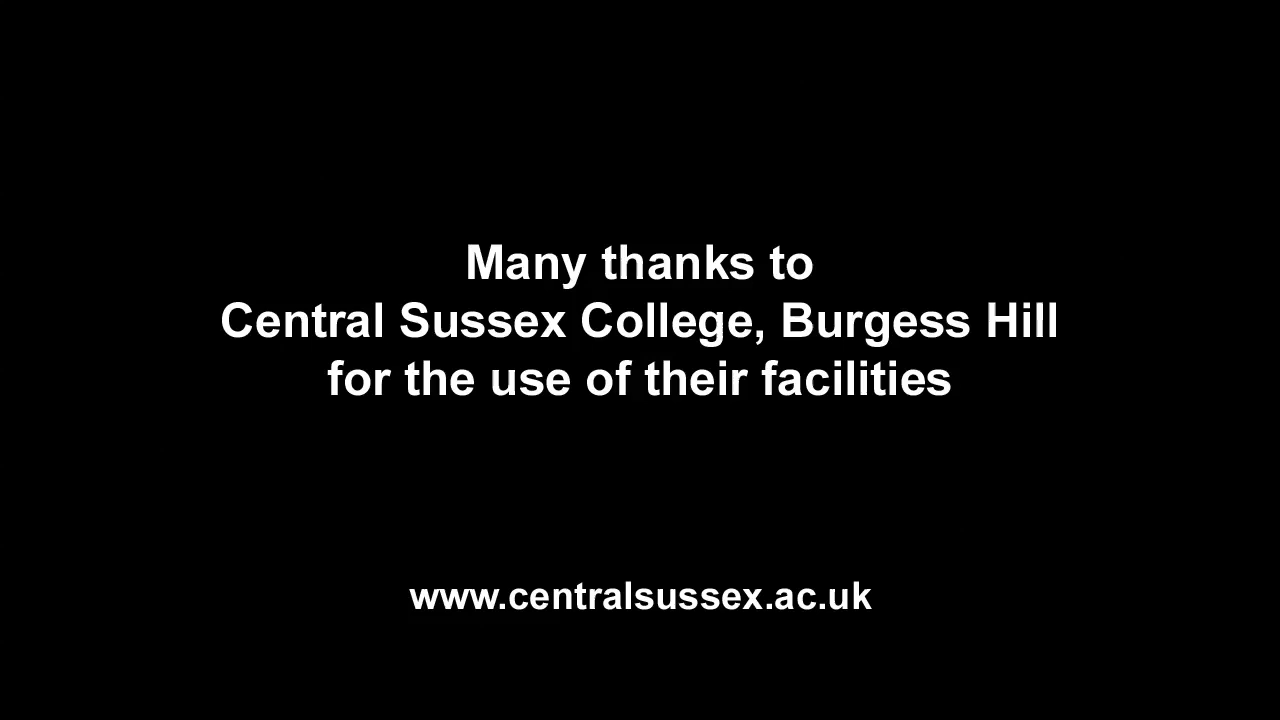 Many thanks to
Central Sussex College, Burgess Hill
for the use of their facilities
www.centralsussex.ac.uk